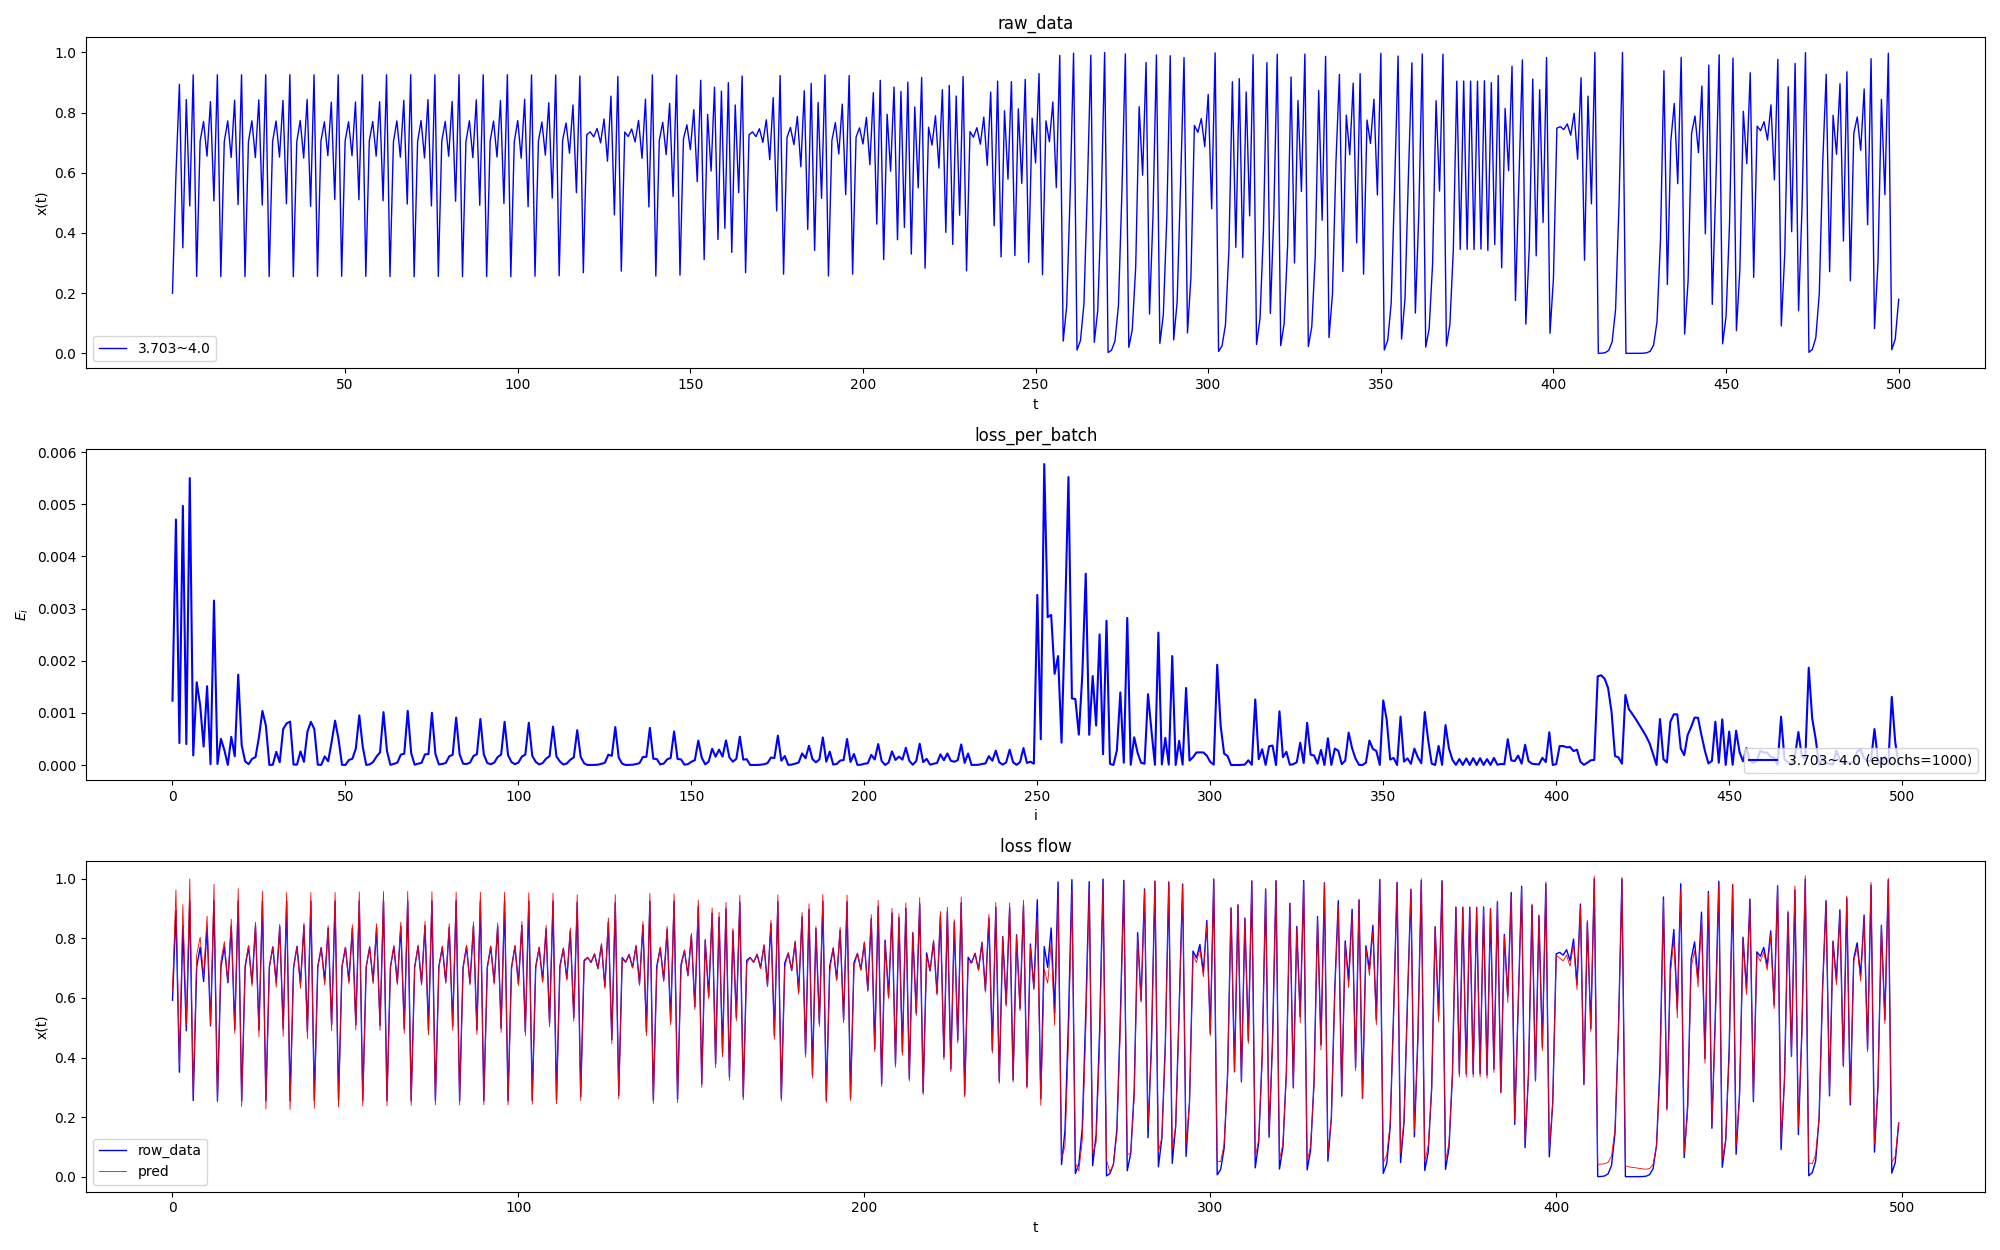 raw_data
1.0
0.8
0.6
0.4
0.2
0.0
x(t)
3.703~4.0
50 100 150 200 250 300 350 400 450 500
t
loss_per_batch
0.006
0.005
0.004
0.003
0.002
0.001
0.000
E_i
3.703~4.0 (epochs=1000)
0 50 100 150 200 250 300 350 400 450 500
i
loss flow
1.0
0.8
0.6
0.4
0.2
0.0
x(t)
row_data
pred
0 100 200 300 400 500
t